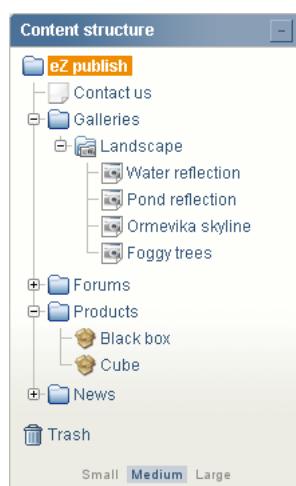 Content structure
eZ publish
Contact us
Galleries
Landscape
Water reflection
Pond reflection
Ormevika skyline
Foggy trees
Forums
Products
Black box
Cube
News
Trash
Small Medium Large